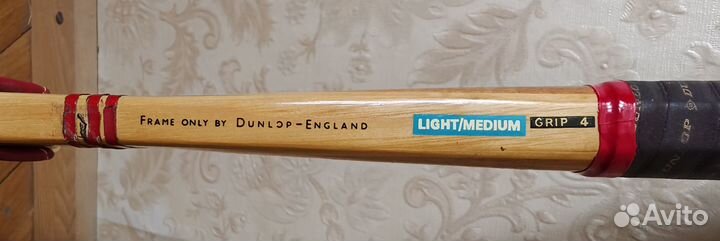 FRAME ONLY BY DUNLOP-ENGLAND
LIGHT/MEDIUM
GRIP 4
Avito